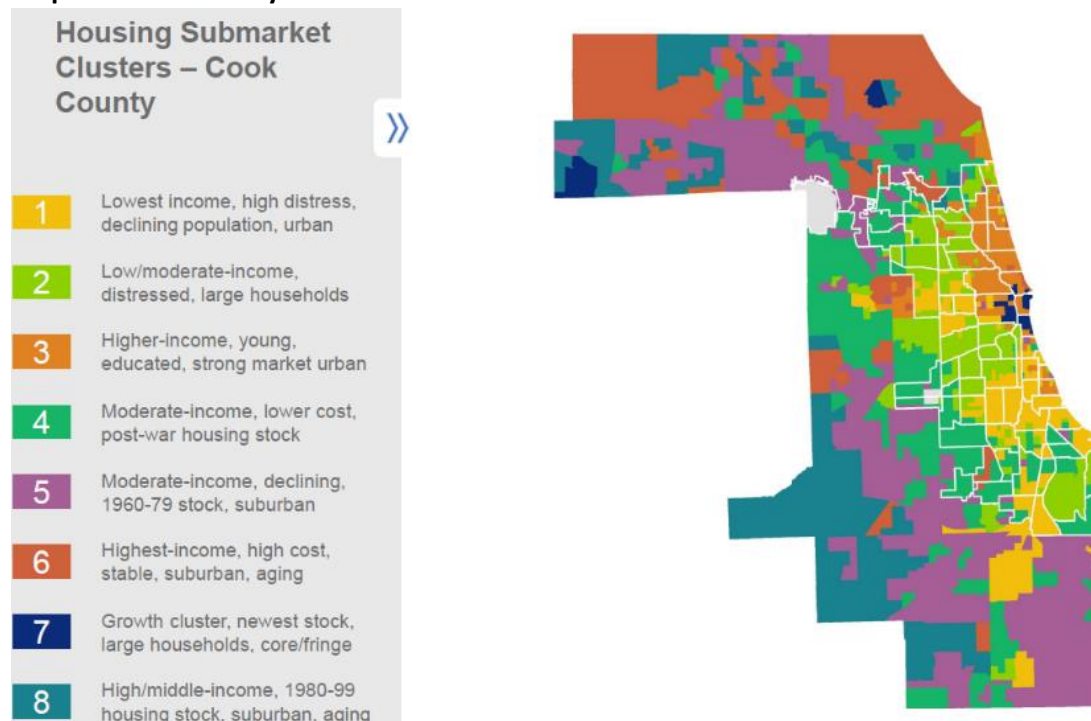 Housing Submarket
Clusters – Cook
County
1
Lowest income, high distress,
declining population, urban
2
Low/moderate-income,
distressed, large households
3
Higher-income, young,
educated, strong market urban
4
Moderate-income, lower cost,
post-war housing stock
5
Moderate-income, declining,
1960-79 stock, suburban
6
Highest-income, high cost,
stable, suburban, aging
7
Growth cluster, newest stock,
large households, core/fringe
8
High/middle-income, 1980-99
housing stock, suburban, aging